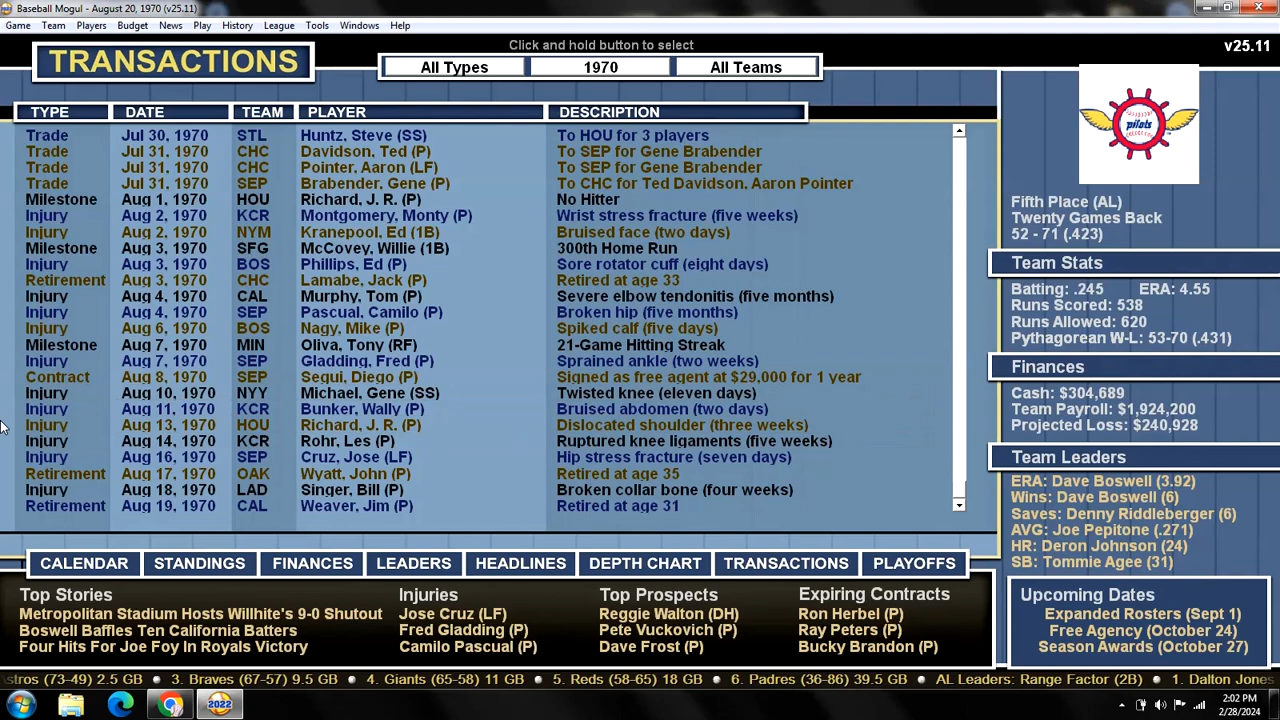 Baseball Mogul - August 20, 1970 (v25.11)
Game Team Players Budget News Play History League Tools Windows Help
Click and hold button to select
TRANSACTIONS
All Types 1970 All Teams
v25.11
pilots
TYPE DATE TEAM PLAYER DESCRIPTION
Trade Jul 30, 1970 STL Huntz, Steve (SS) To HOU for 3 players
Trade Jul 31, 1970 CHC Davidson, Ted (P) To SEP for Gene Brabender
Trade Jul 31, 1970 CHC Pointer, Aaron (LF) To SEP for Gene Brabender
Trade Jul 31, 1970 SEP Brabender, Gene (P) To CHC for Ted Davidson, Aaron Pointer
Milestone Aug 1, 1970 HOU Richard, J. R. (P) No Hitter
Injury Aug 2, 1970 KCR Montgomery, Monty (P) Wrist stress fracture (five weeks)
Injury Aug 2, 1970 NYM Kranepool, Ed (1B) Bruised face (two days)
Milestone Aug 3, 1970 SFG McCovey, Willie (1B) 300th Home Run
Injury Aug 3, 1970 BOS Phillips, Ed (P) Sore rotator cuff (eight days)
Retirement Aug 3, 1970 CHC Lamabe, Jack (P) Retired at age 33
Injury Aug 4, 1970 CAL Murphy, Tom (P) Severe elbow tendonitis (five months)
Injury Aug 4, 1970 SEP Pascual, Camilo (P) Broken hip (five months)
Injury Aug 6, 1970 BOS Nagy, Mike (P) Spiked calf (five days)
Milestone Aug 7, 1970 MIN Oliva, Tony (RF) 21-Game Hitting Streak
Injury Aug 7, 1970 SEP Gladding, Fred (P) Sprained ankle (two weeks)
Contract Aug 8, 1970 SEP Segui, Diego (P) Signed as free agent at $29,000 for 1 year
Injury Aug 10, 1970 NYY Michael, Gene (SS) Twisted knee (eleven days)
Injury Aug 11, 1970 KCR Bunker, Wally (P) Bruised abdomen (two days)
Injury Aug 13, 1970 HOU Richard, J. R. (P) Dislocated shoulder (three weeks)
Injury Aug 14, 1970 KCR Rohr, Les (P) Ruptured knee ligaments (five weeks)
Injury Aug 16, 1970 SEP Cruz, Jose (LF) Hip stress fracture (seven days)
Retirement Aug 17, 1970 OAK Wyatt, John (P) Retired at age 35
Injury Aug 18, 1970 LAD Singer, Bill (P) Broken collar bone (four weeks)
Retirement Aug 19, 1970 CAL Weaver, Jim (P) Retired at age 31
Fifth Place (AL)
Twenty Games Back
52 - 71 (.423)
Team Stats
Batting: .245 ERA: 4.55
Runs Scored: 538
Runs Allowed: 620
Pythagorean W-L: 53-70 (.431)
Finances
Cash: $304,689
Team Payroll: $1,924,200
Projected Loss: $240,928
Team Leaders
ERA: Dave Boswell (3.92)
Wins: Dave Boswell (6)
Saves: Denny Riddleberger (6)
AVG: Joe Pepitone (.271)
HR: Deron Johnson (24)
SB: Tommie Agee (31)
CALENDAR STANDINGS FINANCES LEADERS HEADLINES DEPTH CHART TRANSACTIONS PLAYOFFS
Top Stories Injuries Top Prospects Expiring Contracts
Metropolitan Stadium Hosts Willhite's 9-0 Shutout Jose Cruz (LF) Reggie Walton (DH) Ron Herbel (P)
Boswell Baffles Ten California Batters Fred Gladding (P) Pete Vuckovich (P) Ray Peters (P)
Four Hits For Joe Foy In Royals Victory Camilo Pascual (P) Dave Frost (P) Bucky Brandon (P)
Upcoming Dates
Expanded Rosters (Sept 1)
Free Agency (October 24)
Season Awards (October 27)
stros (73-49) 2.5 GB • 3. Braves (67-57) 9.5 GB • 4. Giants (65-58) 11 GB • 5. Reds (58-65) 18 GB • 6. Padres (36-86) 39.5 GB • AL Leaders: Range Factor (2B) • 1. Dalton Jones
2022
2:02 PM
2/28/2024